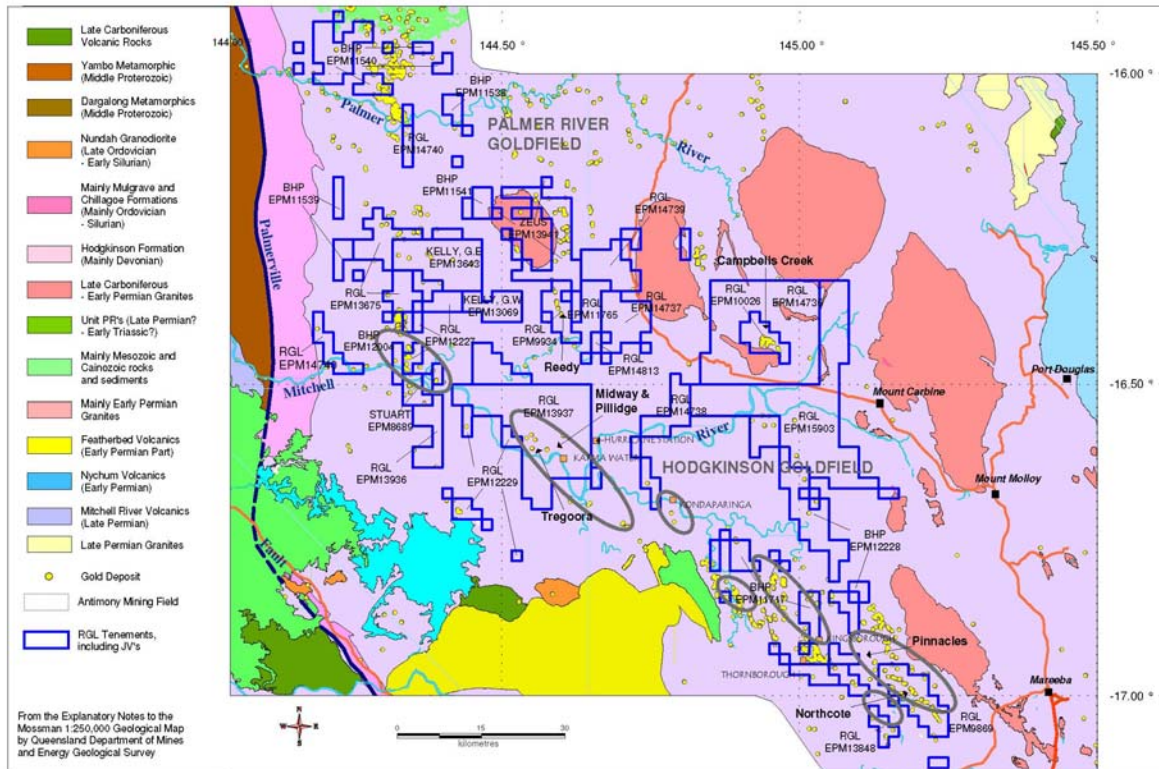 Late Carboniferous
Volcanic Rocks
Yambo Metamorphic
(Middle Proterozoic)
Dargalong Metamorphics
(Middle Proterozoic)
Nundah Granodiorite
(Late Ordovician
- Early Silurian)
Mainly Mulgrave and
Chillagoe Formations
(Mainly Ordovician
- Silurian)
Hodgkinson Formation
(Mainly Devonian)
Late Carboniferous
- Early Permian Granites
Unit PR's (Late Permian?
- Early Triassic?)
Mainly Mesozoic and
Cainozoic rocks
and sediments
Mainly Early Permian
Granites
Featherbed Volcanics
(Early Permian Part)
Nychum Volcanics
(Early Permian)
Mitchell River Volcanics
(Late Permian)
Late Permian Granites
Gold Deposit
Antimony Mining Field
RGL Tenements,
including JV's
From the Explanatory Notes to the
Mossman 1:250,000 Geological Map
by Queensland Department of Mines
and Energy Geological Survey
144.50 °
145.00 °
145.50 °
-16.00 °
-16.50 °
-17.00 °
BHP
EPM11540
BHP
EPM11538
Palmer
River
PALMER RIVER
GOLDFIELD
RGL
EPM14740
BHP
EPM11539
BHP
EPM11541
ZEUS
EPM13941
RGL
EPM14739
Palmerville
Fault
KELLY, G.E
EPM13643
Campbells Creek
RGL
EPM10026
RGL
EPM13675
KELLY, G.W
EPM13069
RGL
EPM11765
RGL
EPM14737
BHP
RGL
EPM12227
RGL
EPM9934
RGL
EPM14813
Reedy
RGL
Mitchell
River
Port Douglas
Mount Carbine
STUART
EPM8689
RGL
EPM13937
Midway &
Pillidge
RGL
EPM14738
RGL
EPM15903
HURRICANE STATION
HODGKINSON GOLDFIELD
RGL
EPM13936
RGL
EPM12229
Tregoora
KONDAPARINGA
Mount Molloy
BHP
EPM12228
BHP
Pinnacles
THORNBOROUGH
Mareeba
Northcote
RGL
EPM13848
RGL
EPM9869
N
W
E
S
0 15 30
kilometres